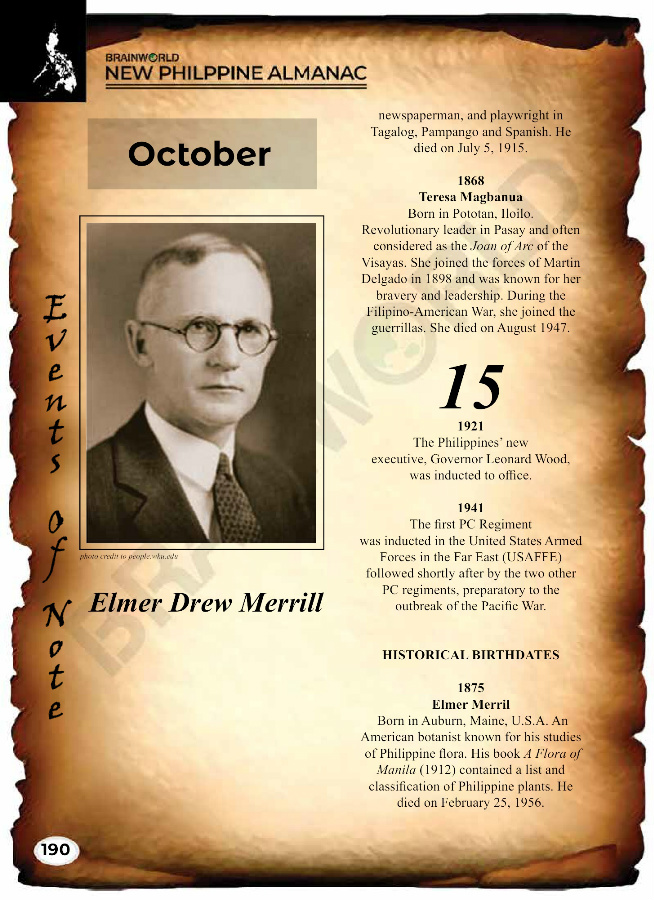 BRAINWORLD
NEW PHILPPINE ALMANAC
October
Events of Note
photo credit to people.wku.edu
Elmer Drew Merrill
newspaperman, and playwright in
Tagalog, Pampango and Spanish. He
died on July 5, 1915.
1868
Teresa Magbanua
Born in Pototan, Iloilo.
Revolutionary leader in Pasay and often
considered as the Joan of Arc of the
Visayas. She joined the forces of Martin
Delgado in 1898 and was known for her
bravery and leadership. During the
Filipino-American War, she joined the
guerrillas. She died on August 1947.
15
1921
The Philippines’ new
executive, Governor Leonard Wood,
was inducted to office.
1941
The first PC Regiment
was inducted in the United States Armed
Forces in the Far East (USAFFE)
followed shortly after by the two other
PC regiments, preparatory to the
outbreak of the Pacific War.
HISTORICAL BIRTHDATES
1875
Elmer Merril
Born in Auburn, Maine, U.S.A. An
American botanist known for his studies
of Philippine flora. His book A Flora of
Manila (1912) contained a list and
classification of Philippine plants. He
died on February 25, 1956.
190
BRAINWORLD